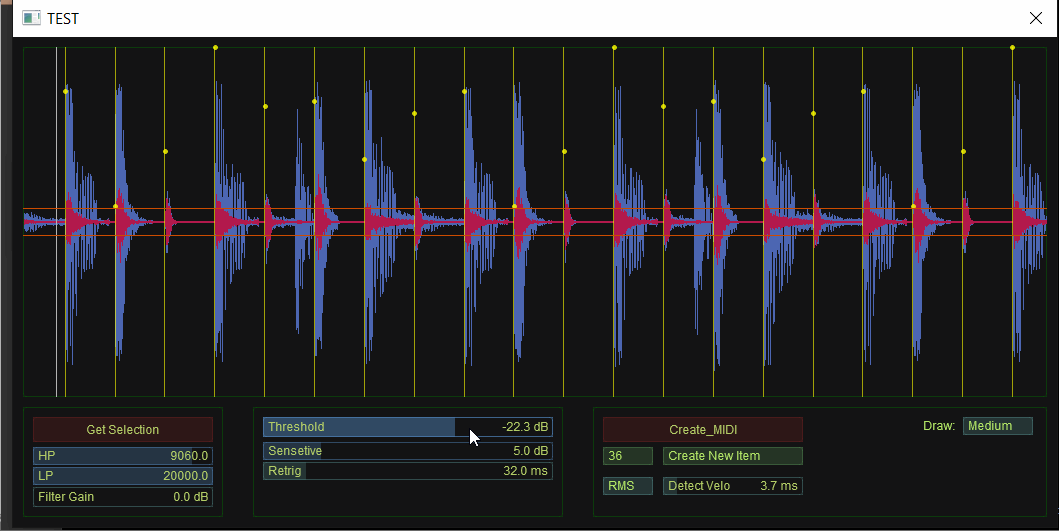 TEST
Get Selection
HP 9060.0
LP 20000.0
Filter Gain 0.0 dB
Threshold -22.3 dB
Sensetive 5.0 dB
Retrig 32.0 ms
Create_MIDI
36 Create New Item
RMS Detect Velo 3.7 ms
Draw: Medium